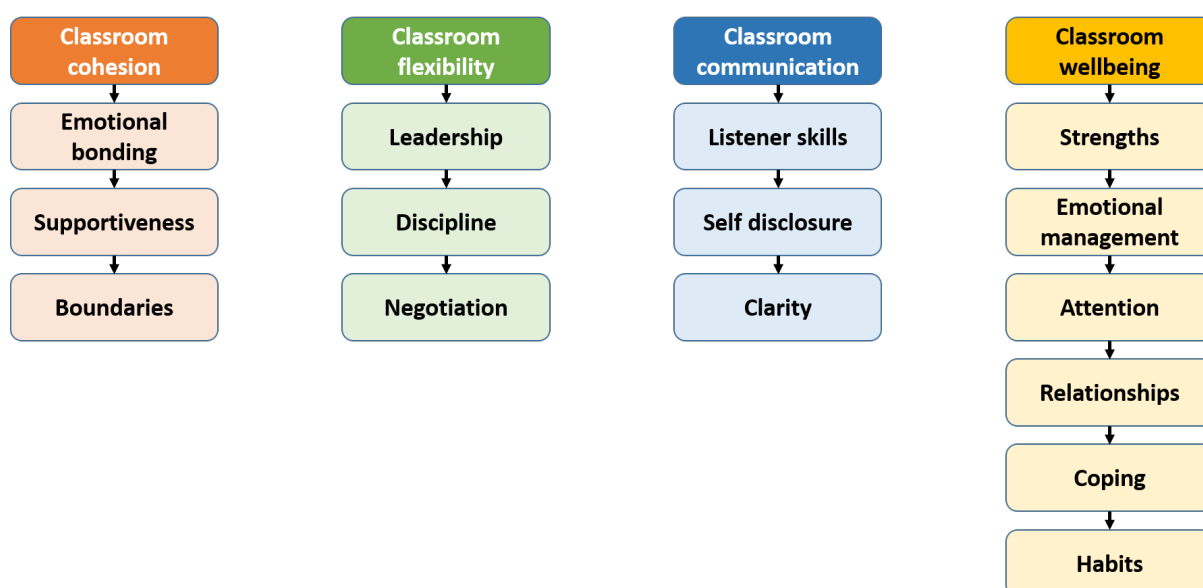 Classroom
cohesion
Emotional
bonding
Supportiveness
Boundaries
Classroom
flexibility
Leadership
Discipline
Negotiation
Classroom
communication
Listener skills
Self disclosure
Clarity
Classroom
wellbeing
Strengths
Emotional
management
Attention
Relationships
Coping
Habits